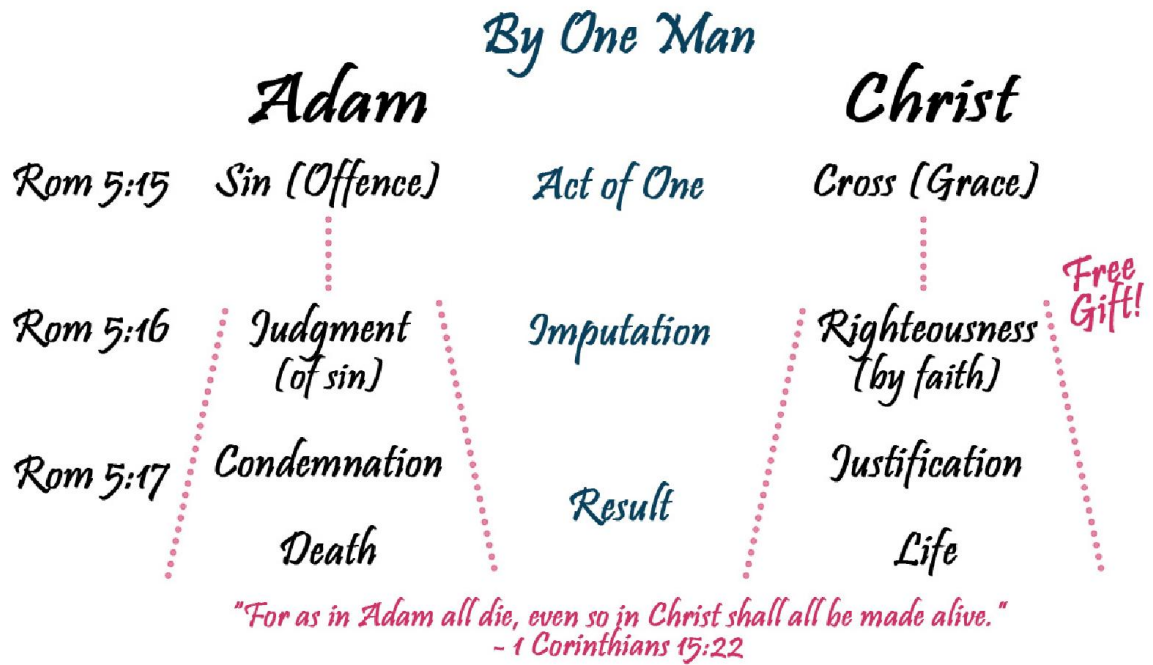 By One Man
Adam Christ
Rom 5:15 Sin (Offence) Act of One Cross (Grace)
Free
Gift!
Rom 5:16 Judgment Imputation Righteousness
(of sin) (by faith)
Rom 5:17 Condemnation Justification
Result
Death Life
"For as in Adam all die, even so in Christ shall all be made alive."
~ 1 Corinthians 15:22